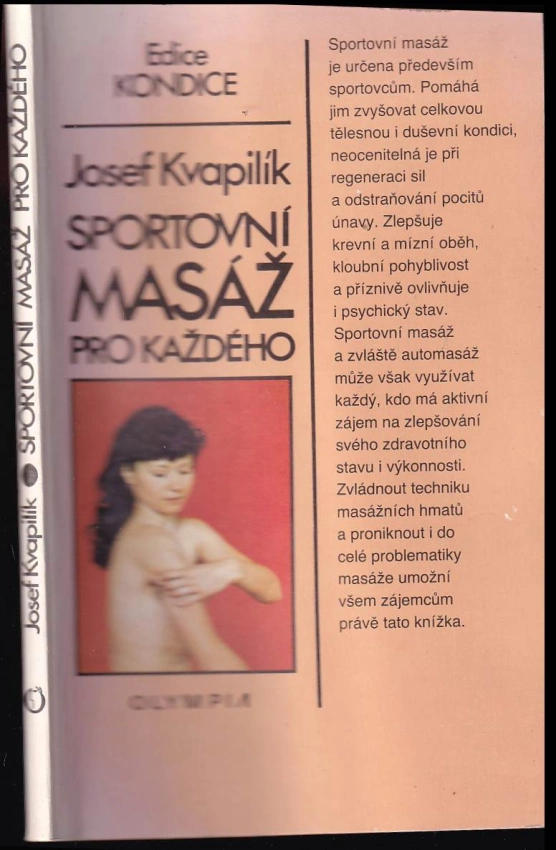 Josef Kvapilík ● SPORTOVNÍ MASÁŽ PRO KAŽDÉHO
Edice
KONDICE
Josef Kvapilík
SPORTOVNÍ
MASÁŽ
PRO KAŽDÉHO
OLYMPIA
Sportovní masáž
je určena především
sportovcům. Pomáhá
jim zvyšovat celkovou
tělesnou i duševní kondici,
neocenitelná je při
regeneraci sil
a odstraňování pocitů
únavy. Zlepšuje
krevní a mízní oběh,
kloubní pohyblivost
a příznivě ovlivňuje
i psychický stav.
Sportovní masáž
a zvláště automasáž
může však využívat
každý, kdo má aktivní
zájem na zlepšování
svého zdravotního
stavu i výkonnosti.
Zvládnout techniku
masážních hmatů
a proniknout i do
celé problematiky
masáže umožní
všem zájemcům
právě tato knížka.